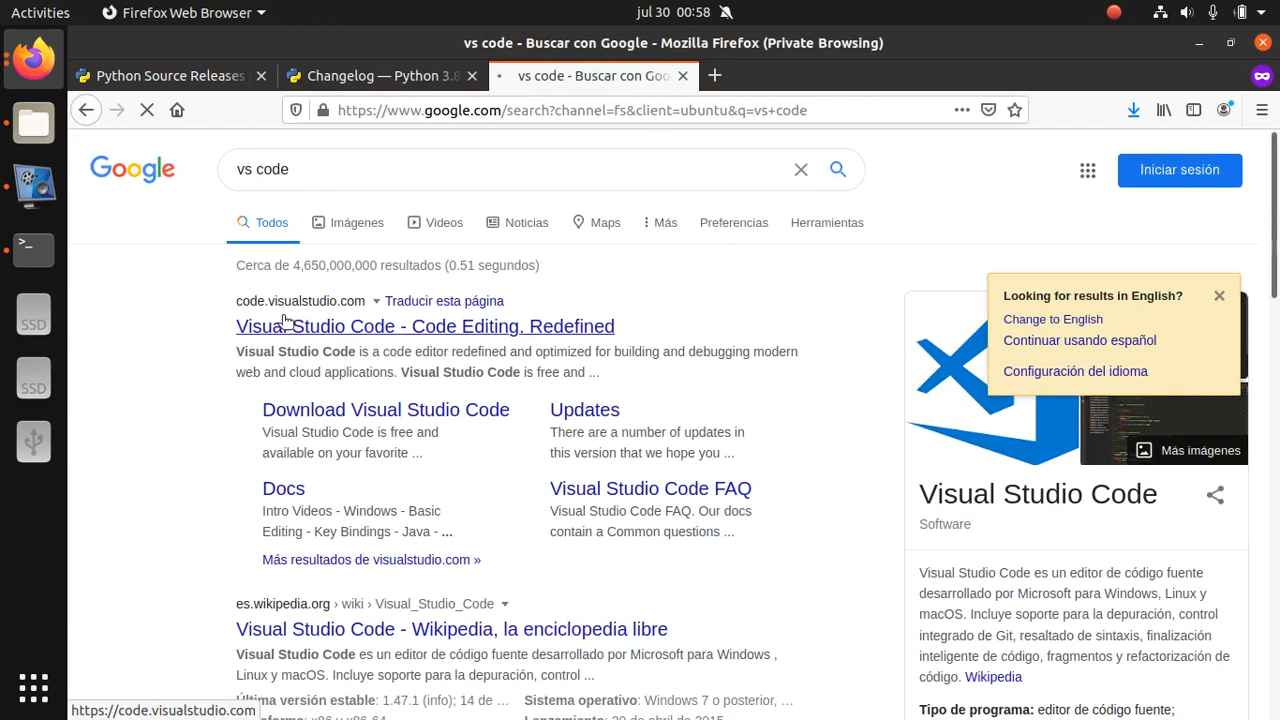 Activities
Firefox Web Browser
jul 30 00:58
vs code - Buscar con Google - Mozilla Firefox (Private Browsing)
Python Source Releases
Changelog — Python 3.8
vs code - Buscar con Goo
https://www.google.com/search?channel=fs&client=ubuntu&q=vs+code
Google
vs code
Iniciar sesión
Todos
Imágenes
Videos
Noticias
Maps
Más
Preferencias
Herramientas
Cerca de 4,650,000,000 resultados (0.51 segundos)
code.visualstudio.com
Traducir esta página
Visual Studio Code - Code Editing. Redefined
Visual Studio Code is a code editor redefined and optimized for building and debugging modern
web and cloud applications. Visual Studio Code is free and ...
Download Visual Studio Code
Visual Studio Code is free and
available on your favorite ...
Updates
There are a number of updates in
this version that we hope you ...
Docs
Intro Videos - Windows - Basic
Editing - Key Bindings - Java - ...
Visual Studio Code FAQ
Visual Studio Code FAQ. Our docs
contain a Common questions ...
Más resultados de visualstudio.com »
es.wikipedia.org › wiki › Visual_Studio_Code
Visual Studio Code - Wikipedia, la enciclopedia libre
Visual Studio Code es un editor de código fuente desarrollado por Microsoft para Windows ,
Linux y macOS. Incluye soporte para la depuración, control ...
Última versión estable: 1.47.1 (info); 14 de ...
Sistema operativo: Windows 7 o posterior, ...
Looking for results in English?
Change to English
Continuar usando español
Configuración del idioma
Más imágenes
Visual Studio Code
Software
Visual Studio Code es un editor de código fuente
desarrollado por Microsoft para Windows, Linux y
macOS. Incluye soporte para la depuración, control
integrado de Git, resaltado de sintaxis, finalización
inteligente de código, fragmentos y refactorización de
código. Wikipedia
Tipo de programa: editor de código fuente;
SSD
SSD
https://code.visualstudio.com